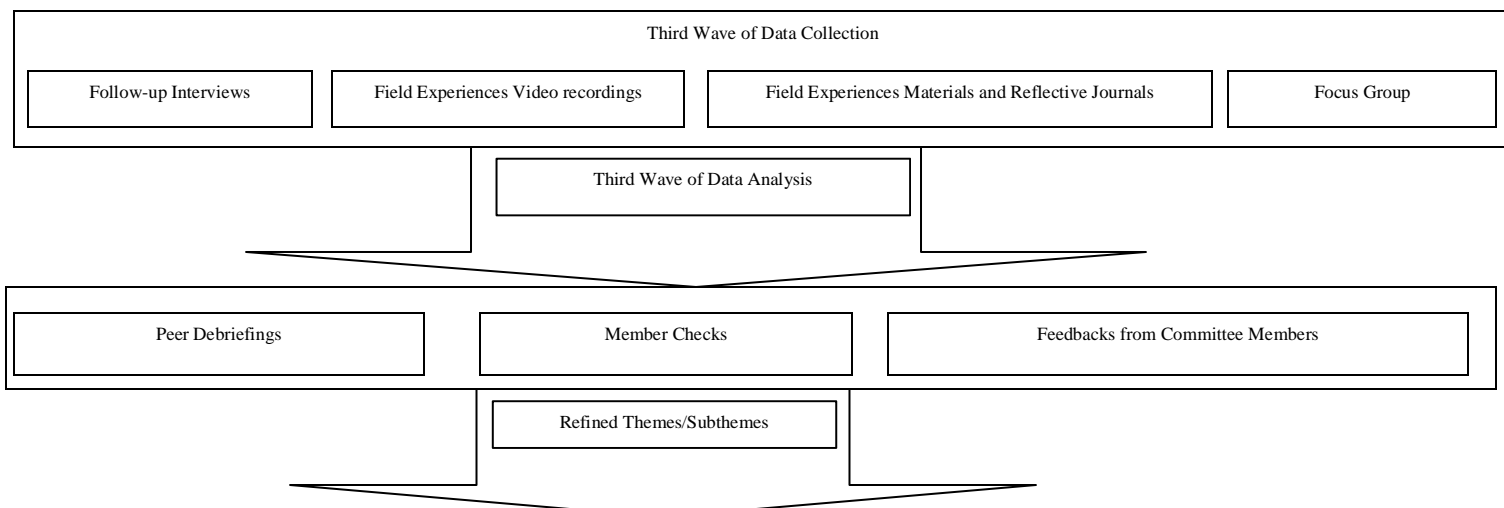 Third Wave of Data Collection
Follow-up Interviews
Field Experiences Video recordings
Field Experiences Materials and Reflective Journals
Focus Group
Third Wave of Data Analysis
Peer Debriefings
Member Checks
Feedbacks from Committee Members
Refined Themes/Subthemes